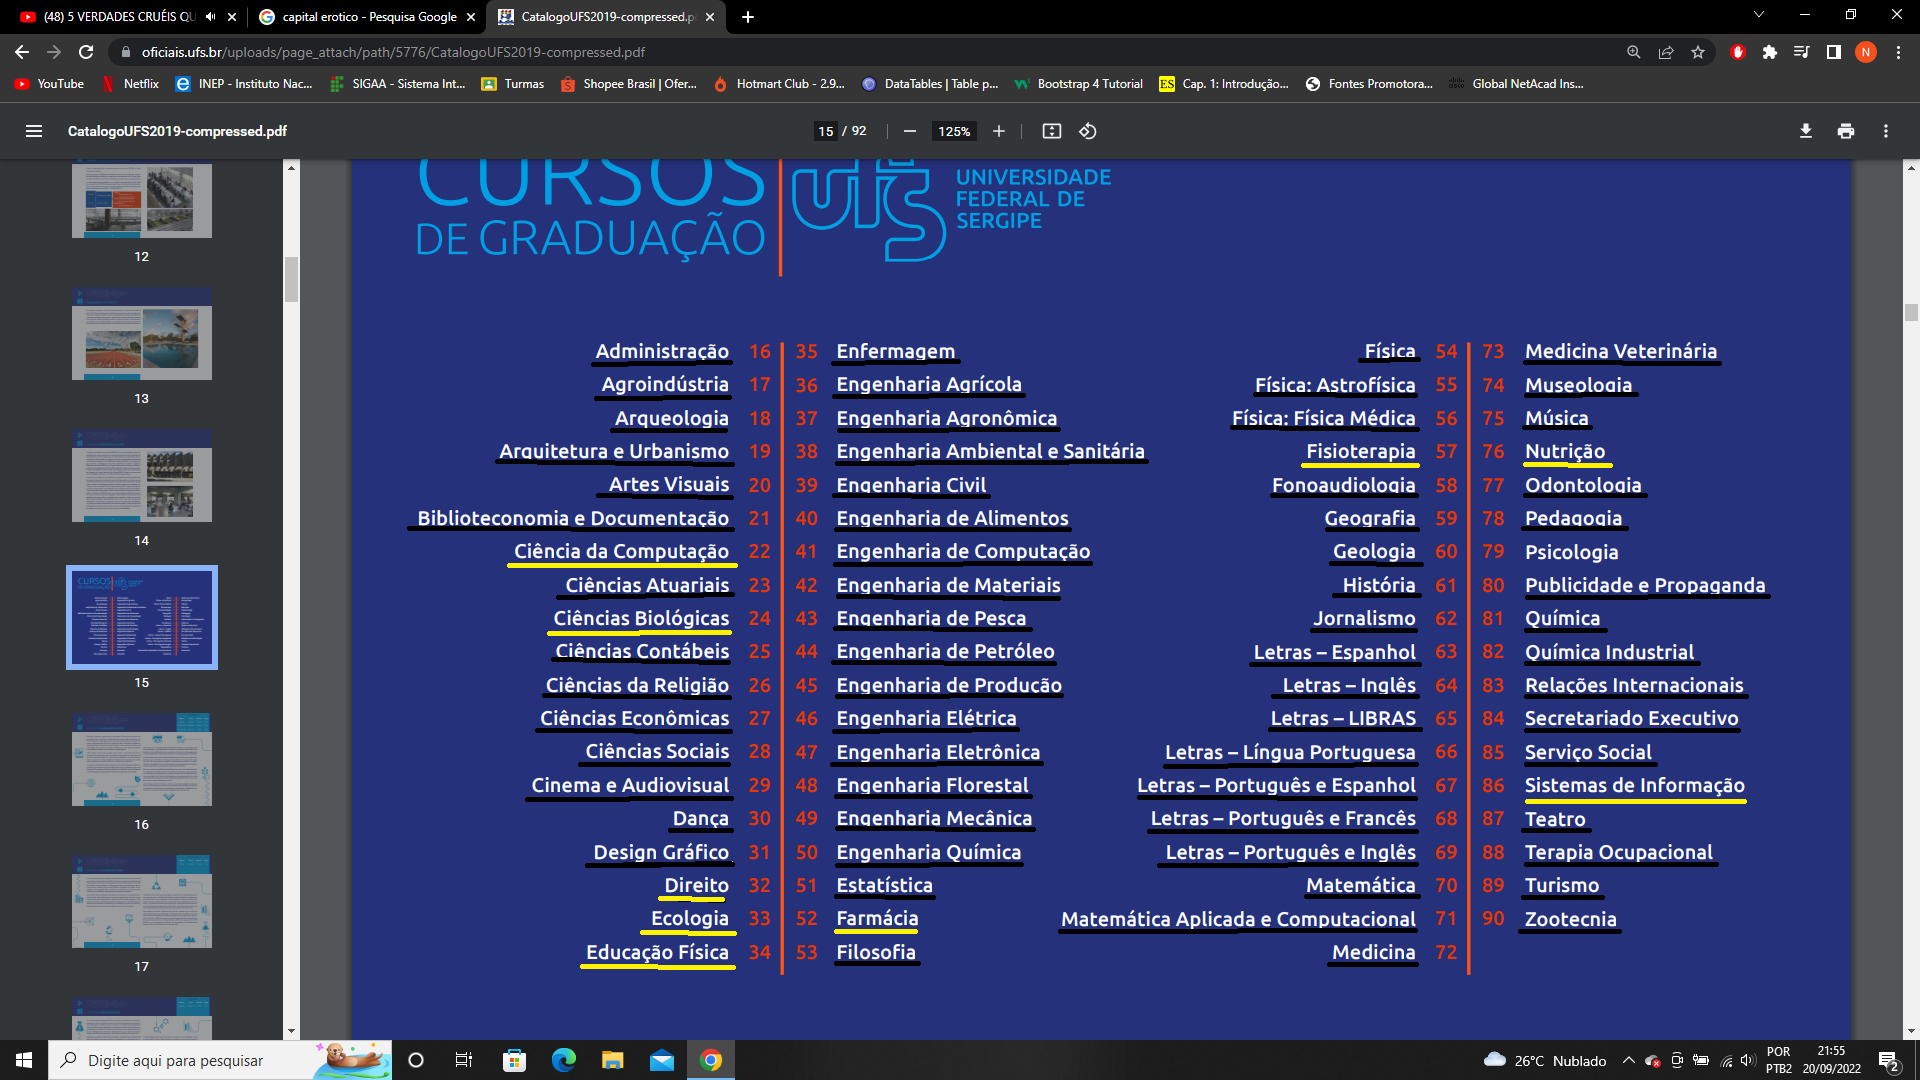 (48) 5 VERDADES CRUÉIS QU
capital erotico - Pesquisa Google
CatalogoUFS2019-compressed.p
oficiais.ufs.br/uploads/page_attach/path/5776/CatalogoUFS2019-compressed.pdf
N
YouTube
Netflix
INEP - Instituto Nac...
SIGAA - Sistema Int...
Turmas
Shopee Brasil | Ofer...
Hotmart Club - 2.9...
DataTables | Table p...
Bootstrap 4 Tutorial
ES Cap. 1: Introdução...
Fontes Promotora...
Global NetAcad Ins...
CatalogoUFS2019-compressed.pdf
15 / 92
125%
12
13
14
15
16
17
CURSOS
DE GRADUAÇÃO
UFS
UNIVERSIDADE
FEDERAL DE
SERGIPE
Administração 16
Agroindústria 17
Arqueologia 18
Arquitetura e Urbanismo 19
Artes Visuais 20
Biblioteconomia e Documentação 21
Ciência da Computação 22
Ciências Atuariais 23
Ciências Biológicas 24
Ciências Contábeis 25
Ciências da Religião 26
Ciências Econômicas 27
Ciências Sociais 28
Cinema e Audiovisual 29
Dança 30
Design Gráfico 31
Direito 32
Ecologia 33
Educação Física 34
35 Enfermagem
36 Engenharia Agrícola
37 Engenharia Agronômica
38 Engenharia Ambiental e Sanitária
39 Engenharia Civil
40 Engenharia de Alimentos
41 Engenharia de Computação
42 Engenharia de Materiais
43 Engenharia de Pesca
44 Engenharia de Petróleo
45 Engenharia de Produção
46 Engenharia Elétrica
47 Engenharia Eletrônica
48 Engenharia Florestal
49 Engenharia Mecânica
50 Engenharia Química
51 Estatística
52 Farmácia
53 Filosofia
Física 54
Física: Astrofísica 55
Física: Física Médica 56
Fisioterapia 57
Fonoaudiologia 58
Geografia 59
Geologia 60
História 61
Jornalismo 62
Letras – Espanhol 63
Letras – Inglês 64
Letras – LIBRAS 65
Letras – Língua Portuguesa 66
Letras – Português e Espanhol 67
Letras – Português e Francês 68
Letras – Português e Inglês 69
Matemática 70
Matemática Aplicada e Computacional 71
Medicina 72
73 Medicina Veterinária
74 Museologia
75 Música
76 Nutrição
77 Odontologia
78 Pedagogia
79 Psicologia
80 Publicidade e Propaganda
81 Química
82 Química Industrial
83 Relações Internacionais
84 Secretariado Executivo
85 Serviço Social
86 Sistemas de Informação
87 Teatro
88 Terapia Ocupacional
89 Turismo
90 Zootecnia
Digite aqui para pesquisar
26°C Nublado
POR
PTB2
21:55
20/09/2022
2